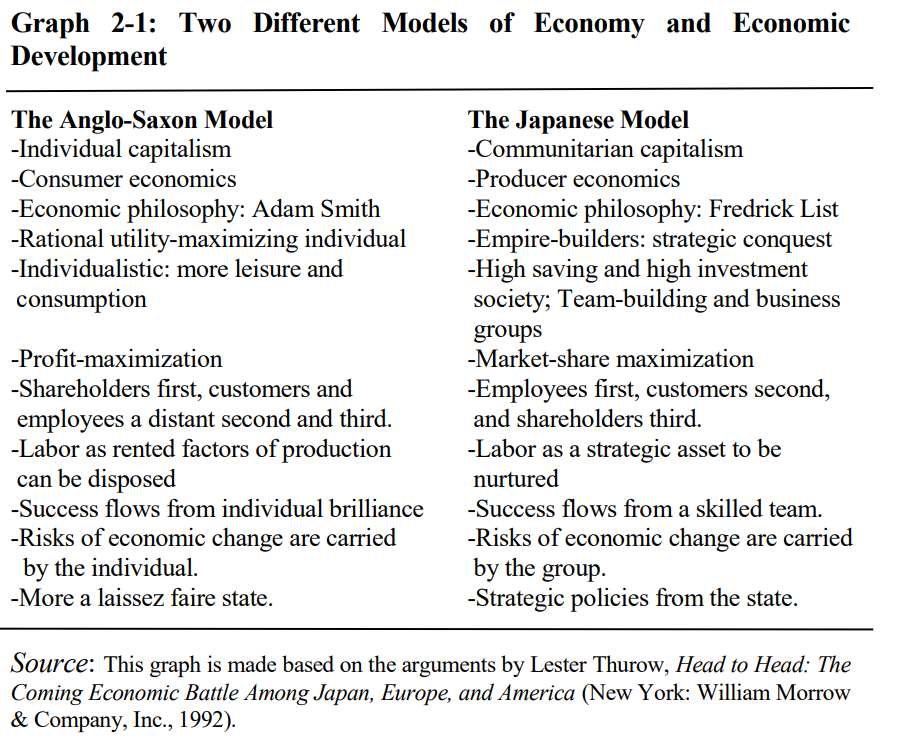 Graph 2-1: Two Different Models of Economy and Economic
Development
The Anglo-Saxon Model
-Individual capitalism
-Consumer economics
-Economic philosophy: Adam Smith
-Rational utility-maximizing individual
-Individualistic: more leisure and
consumption
-Profit-maximization
-Shareholders first, customers and
employees a distant second and third.
-Labor as rented factors of production
can be disposed
-Success flows from individual brilliance
-Risks of economic change are carried
by the individual.
-More a laissez faire state.
The Japanese Model
-Communitarian capitalism
-Producer economics
-Economic philosophy: Fredrick List
-Empire-builders: strategic conquest
-High saving and high investment
society; Team-building and business
groups
-Market-share maximization
-Employees first, customers second,
and shareholders third.
-Labor as a strategic asset to be
nurtured
-Success flows from a skilled team.
-Risks of economic change are carried
by the group.
-Strategic policies from the state.
Source: This graph is made based on the arguments by Lester Thurow, Head to Head: The
Coming Economic Battle Among Japan, Europe, and America (New York: William Morrow
& Company, Inc., 1992).